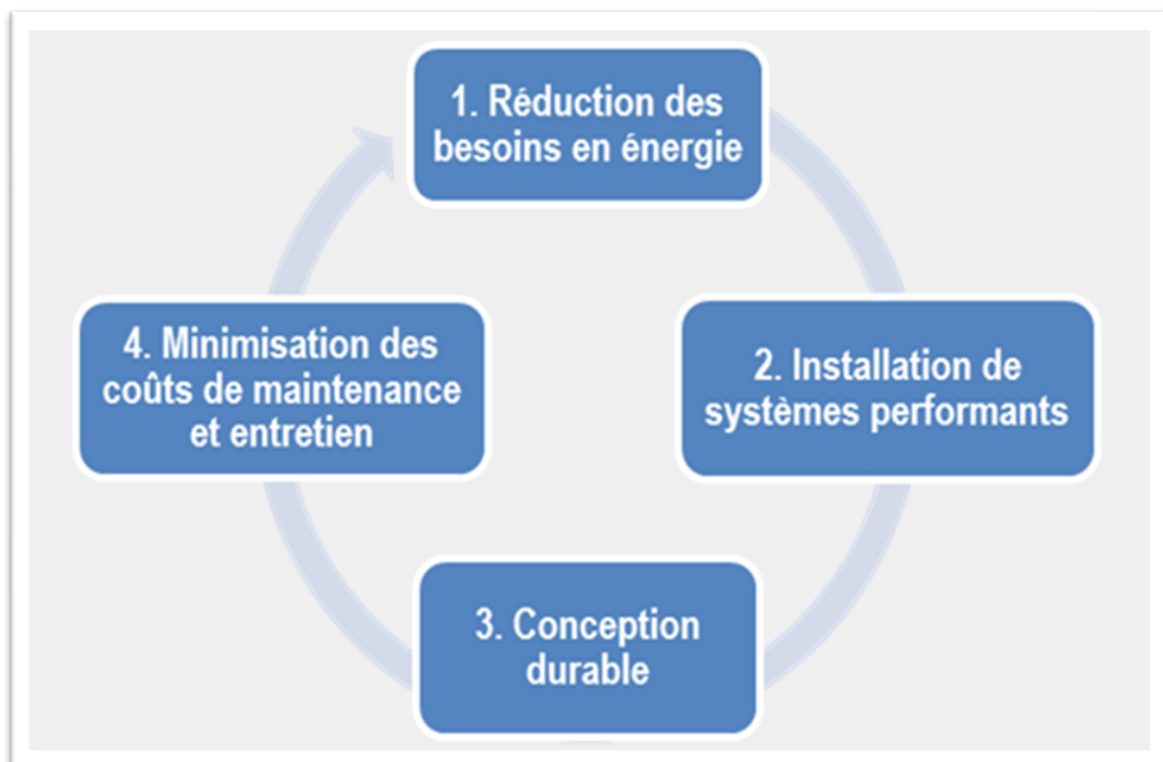 1. Réduction des
besoins en énergie
2. Installation de
systèmes performants
3. Conception
durable
4. Minimisation des
coûts de maintenance
et entretien